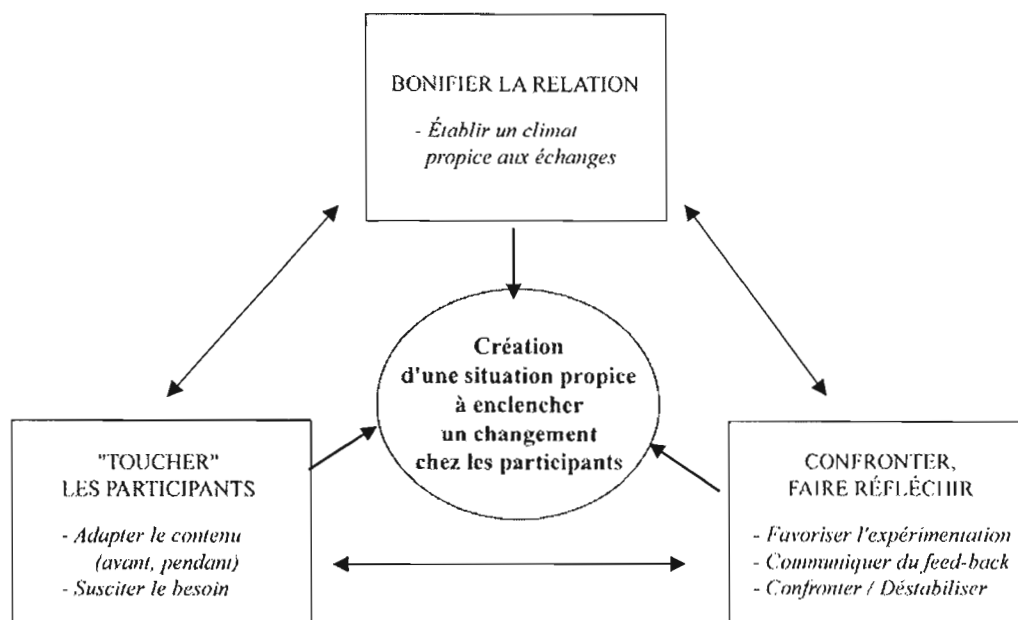 BONIFIER LA RELATION
- Établir un climat
propice aux échanges
Création
d'une situation propice
à enclencher
un changement
chez les participants
"TOUCHER"
LES PARTICIPANTS
- Adapter le contenu
(avant, pendant)
- Susciter le besoin
CONFRONTER,
FAIRE RÉFLÉCHIR
- Favoriser l'expérimentation
- Communiquer du feed-back
- Confronter / Déstabiliser